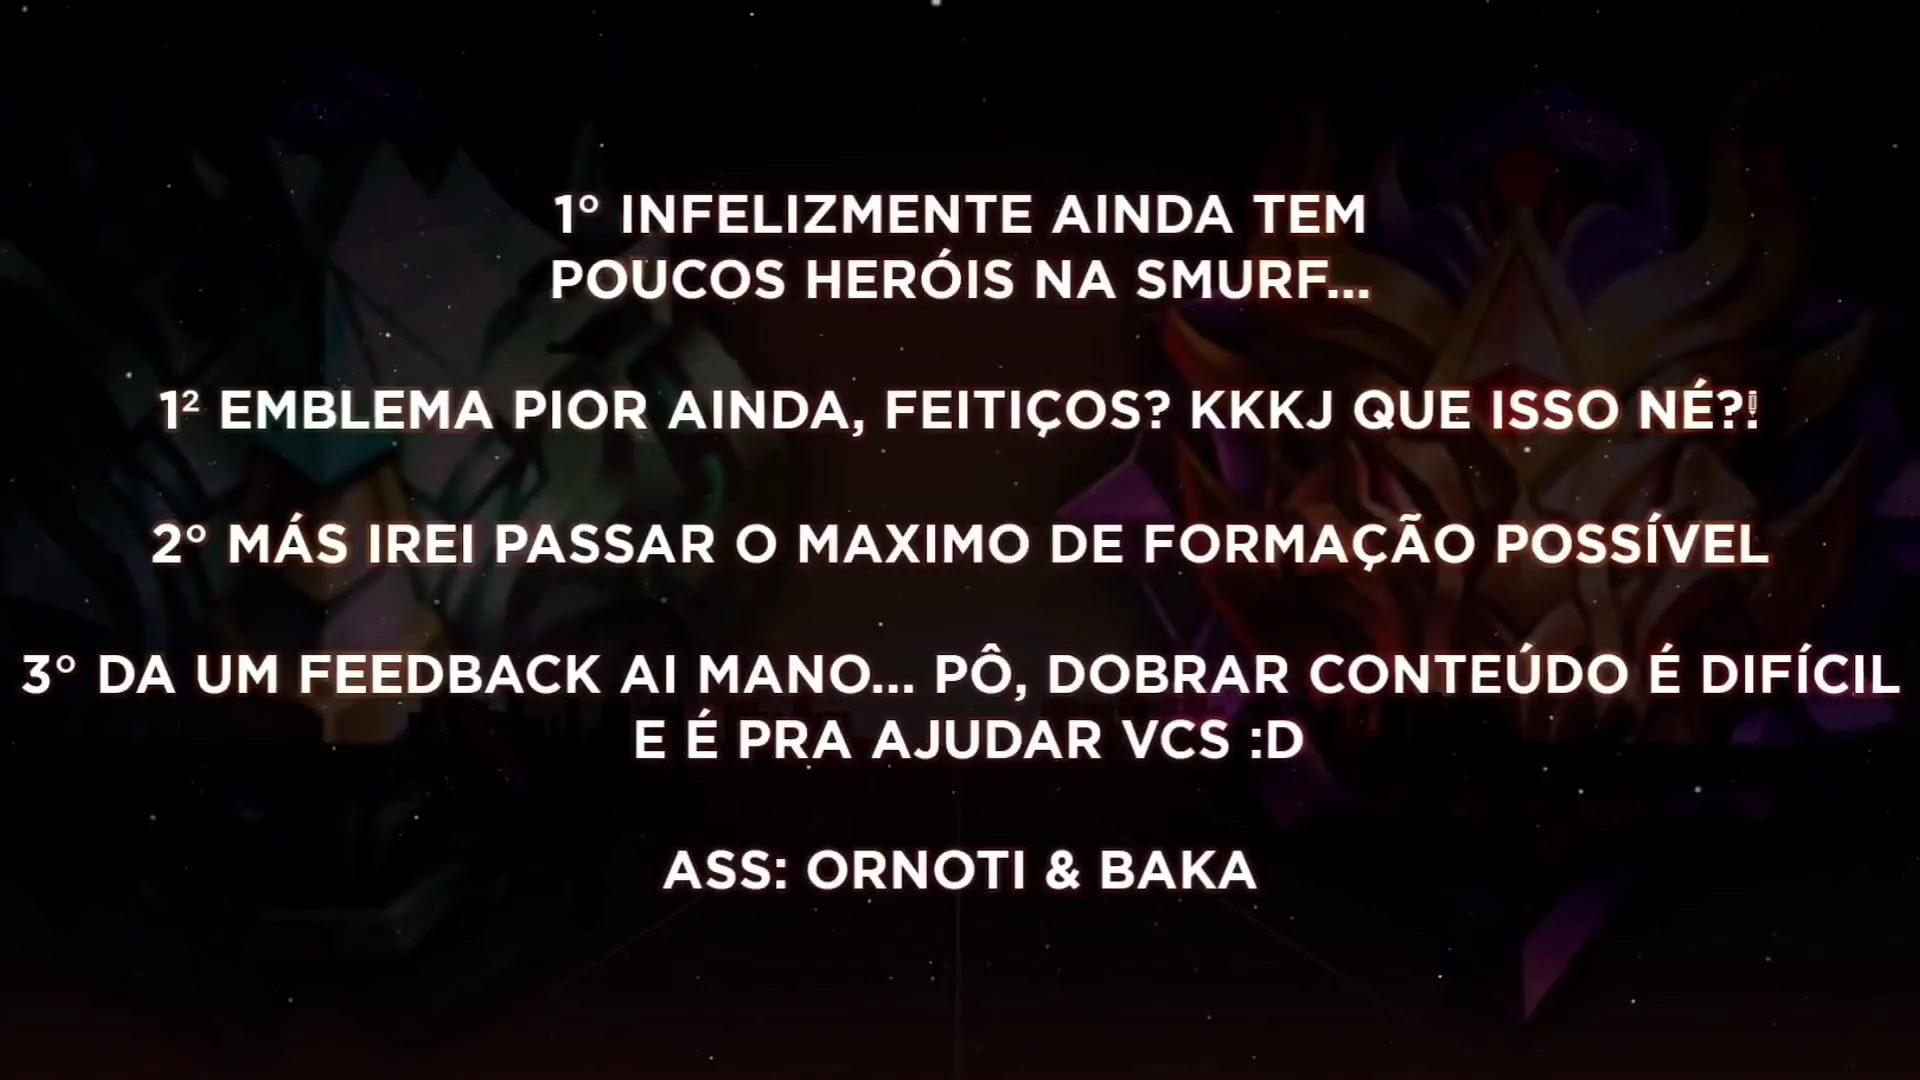 1° INFELIZMENTE AINDA TEM
POUCOS HERÓIS NA SMURF...
1² EMBLEMA PIOR AINDA, FEITIÇOS? KKKJ QUE ISSO NÉ?!
2° MÁS IREI PASSAR O MAXIMO DE FORMAÇÃO POSSÍVEL
3° DA UM FEEDBACK AI MANO... PÔ, DOBRAR CONTEÚDO É DIFÍCIL
E É PRA AJUDAR VCS :D
ASS: ORNOTI & BAKA